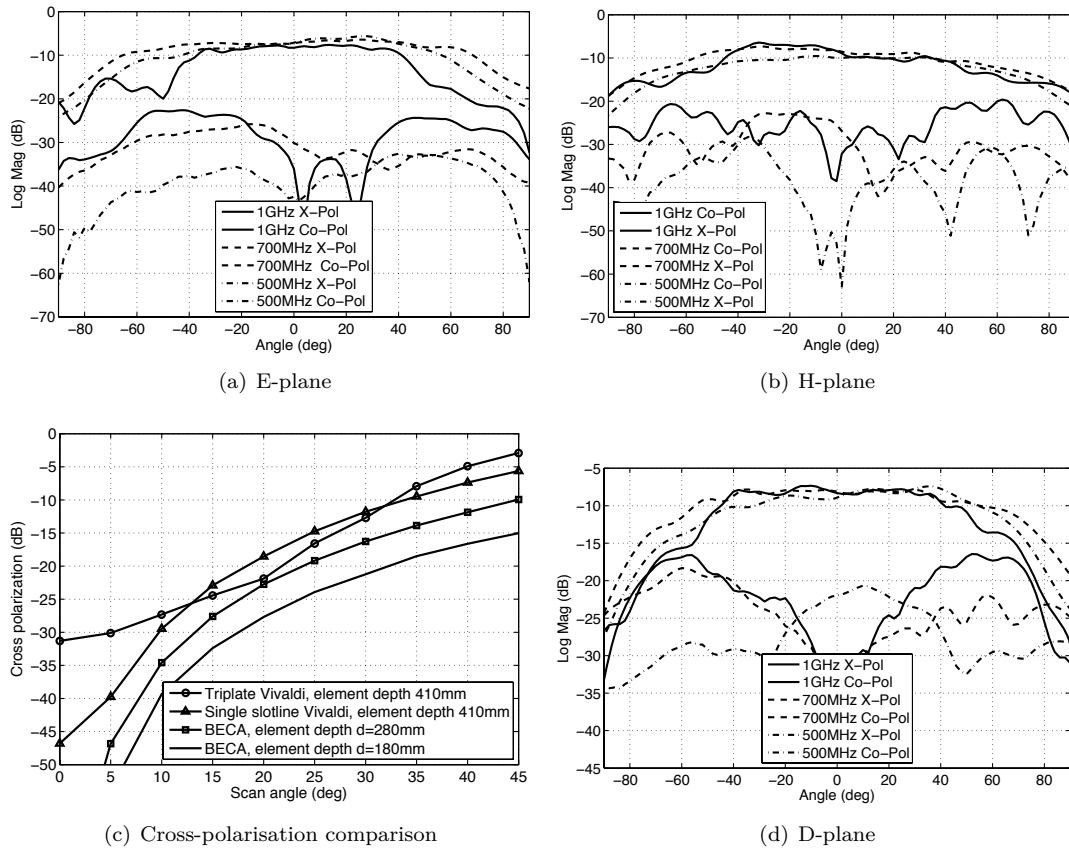 Log Mag (dB)
0
−10
−20
−30
−40
−50
−60
−70
1GHz X−Pol
1GHz Co−Pol
700MHz X−Pol
700MHz Co−Pol
500MHz X−Pol
500MHz Co−Pol
−80 −60 −40 −20 0 20 40 60 80
Angle (deg)
(a) E-plane
Log Mag (dB)
0
−10
−20
−30
−40
−50
−60
−70
1GHz Co−Pol
1GHz X−Pol
700MHz Co−Pol
700MHz X−Pol
500MHz Co−Pol
500MHz X−Pol
−80 −60 −40 −20 0 20 40 60 80
Angle (deg)
(b) H-plane
Cross polarization (dB)
0
−5
−10
−15
−20
−25
−30
−35
−40
−45
−50
Triplate Vivaldi, element depth 410mm
Single slotline Vivaldi, element depth 410mm
BECA, element depth d=280mm
BECA, element depth d=180mm
0 5 10 15 20 25 30 35 40 45
Scan angle (deg)
(c) Cross-polarisation comparison
Log Mag (dB)
−5
−10
−15
−20
−25
−30
−35
−40
−45
1GHz X−Pol
1GHz Co−Pol
700MHz X−Pol
700MHz Co−Pol
500MHz X−Pol
500MHz Co−Pol
−80 −60 −40 −20 0 20 40 60 80
Angle (deg)
(d) D-plane